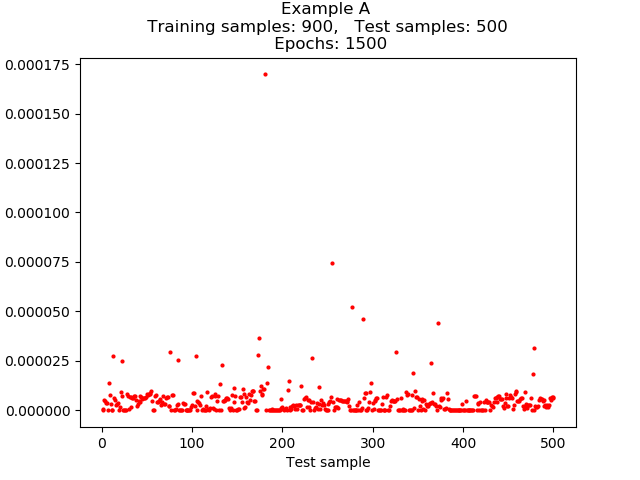 Example A
Training samples: 900,   Test samples: 500
Epochs: 1500
0.000175
0.000150
0.000125
0.000100
0.000075
0.000050
0.000025
0.000000
0 100 200 300 400 500
Test sample